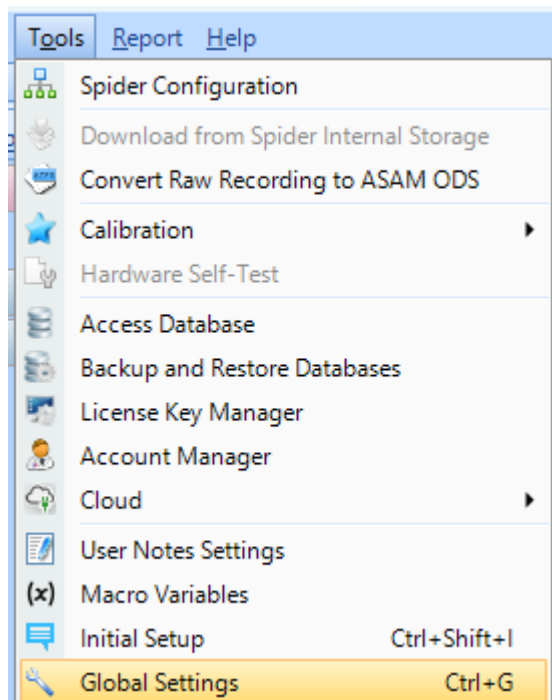 Tools Report Help
Spider Configuration
Download from Spider Internal Storage
Convert Raw Recording to ASAM ODS
Calibration
Hardware Self-Test
Access Database
Backup and Restore Databases
License Key Manager
Account Manager
Cloud
User Notes Settings
(x) Macro Variables
Initial Setup Ctrl+Shift+I
Global Settings Ctrl+G